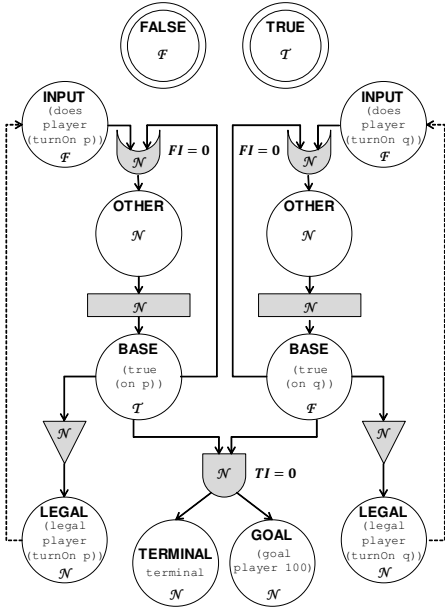 FALSE
ℱ
TRUE
𝒯
INPUT
(does
player
(turnOn p))
ℱ
𝒩
FI = 0
FI = 0
𝒩
INPUT
(does
player
(turnOn q))
ℱ
OTHER
𝒩
OTHER
𝒩
𝒩
𝒩
BASE
(true
(on p))
𝒯
BASE
(true
(on q))
ℱ
𝒩
𝒩
TI = 0
𝒩
LEGAL
(legal
player
(turnOn p))
𝒩
TERMINAL
terminal
𝒩
GOAL
(goal
player 100)
𝒩
LEGAL
(legal
player
(turnOn q))
𝒩